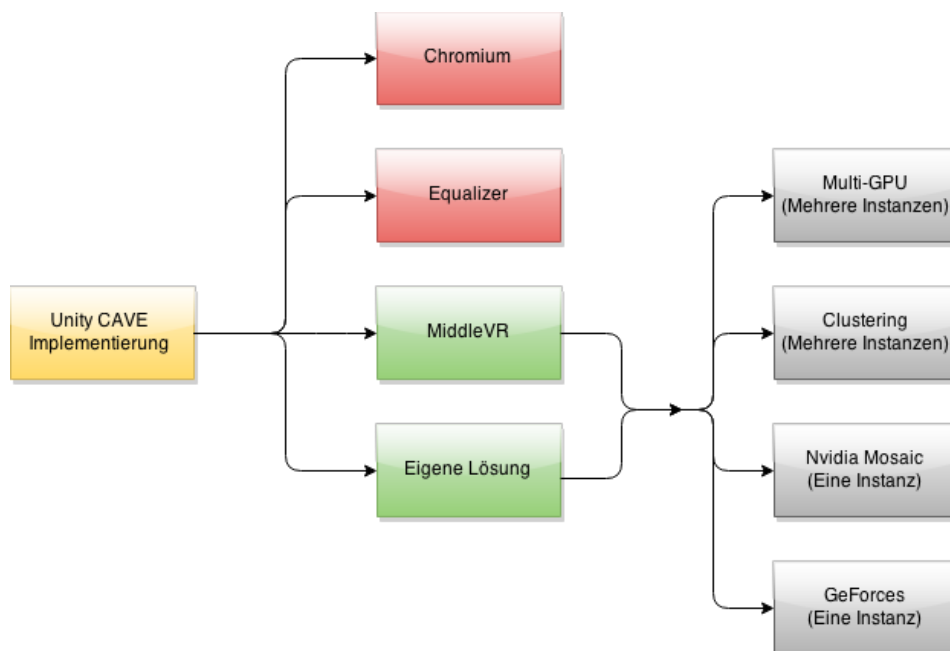 Chromium
Equalizer
Unity CAVE
Implementierung
MiddleVR
Eigene Lösung
Multi-GPU
(Mehrere Instanzen)
Clustering
(Mehrere Instanzen)
Nvidia Mosaic
(Eine Instanz)
GeForces
(Eine Instanz)